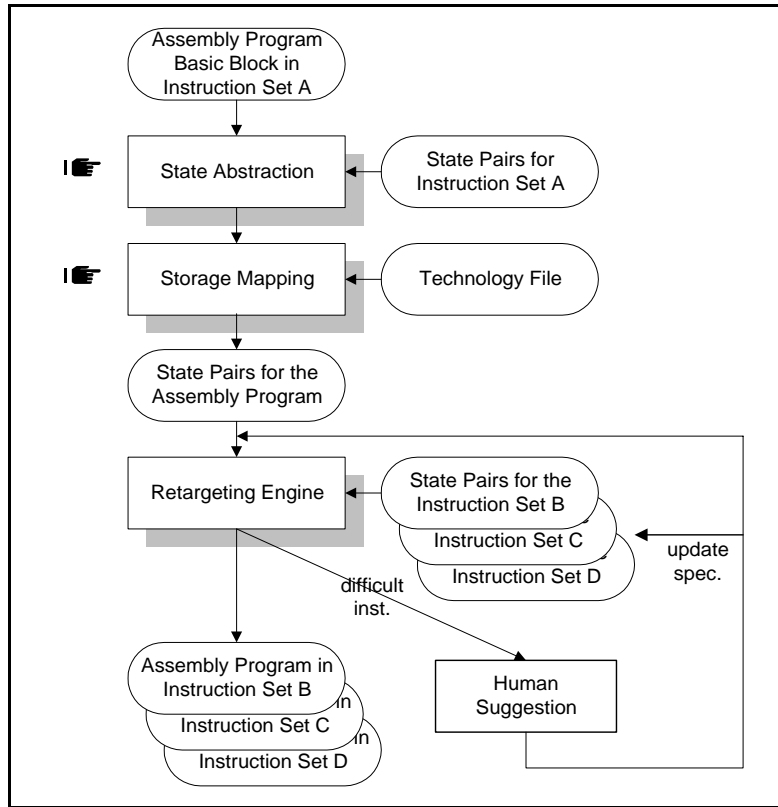 Assembly Program
Basic Block in
Instruction Set A
State Abstraction
State Pairs for
Instruction Set A
Storage Mapping
Technology File
State Pairs for the
Assembly Program
Retargeting Engine
State Pairs for the
Instruction Set B
Instruction Set C
Instruction Set D
update
spec.
difficult
inst.
Assembly Program in
Instruction Set B
in
Instruction Set C
in
Instruction Set D
Human
Suggestion